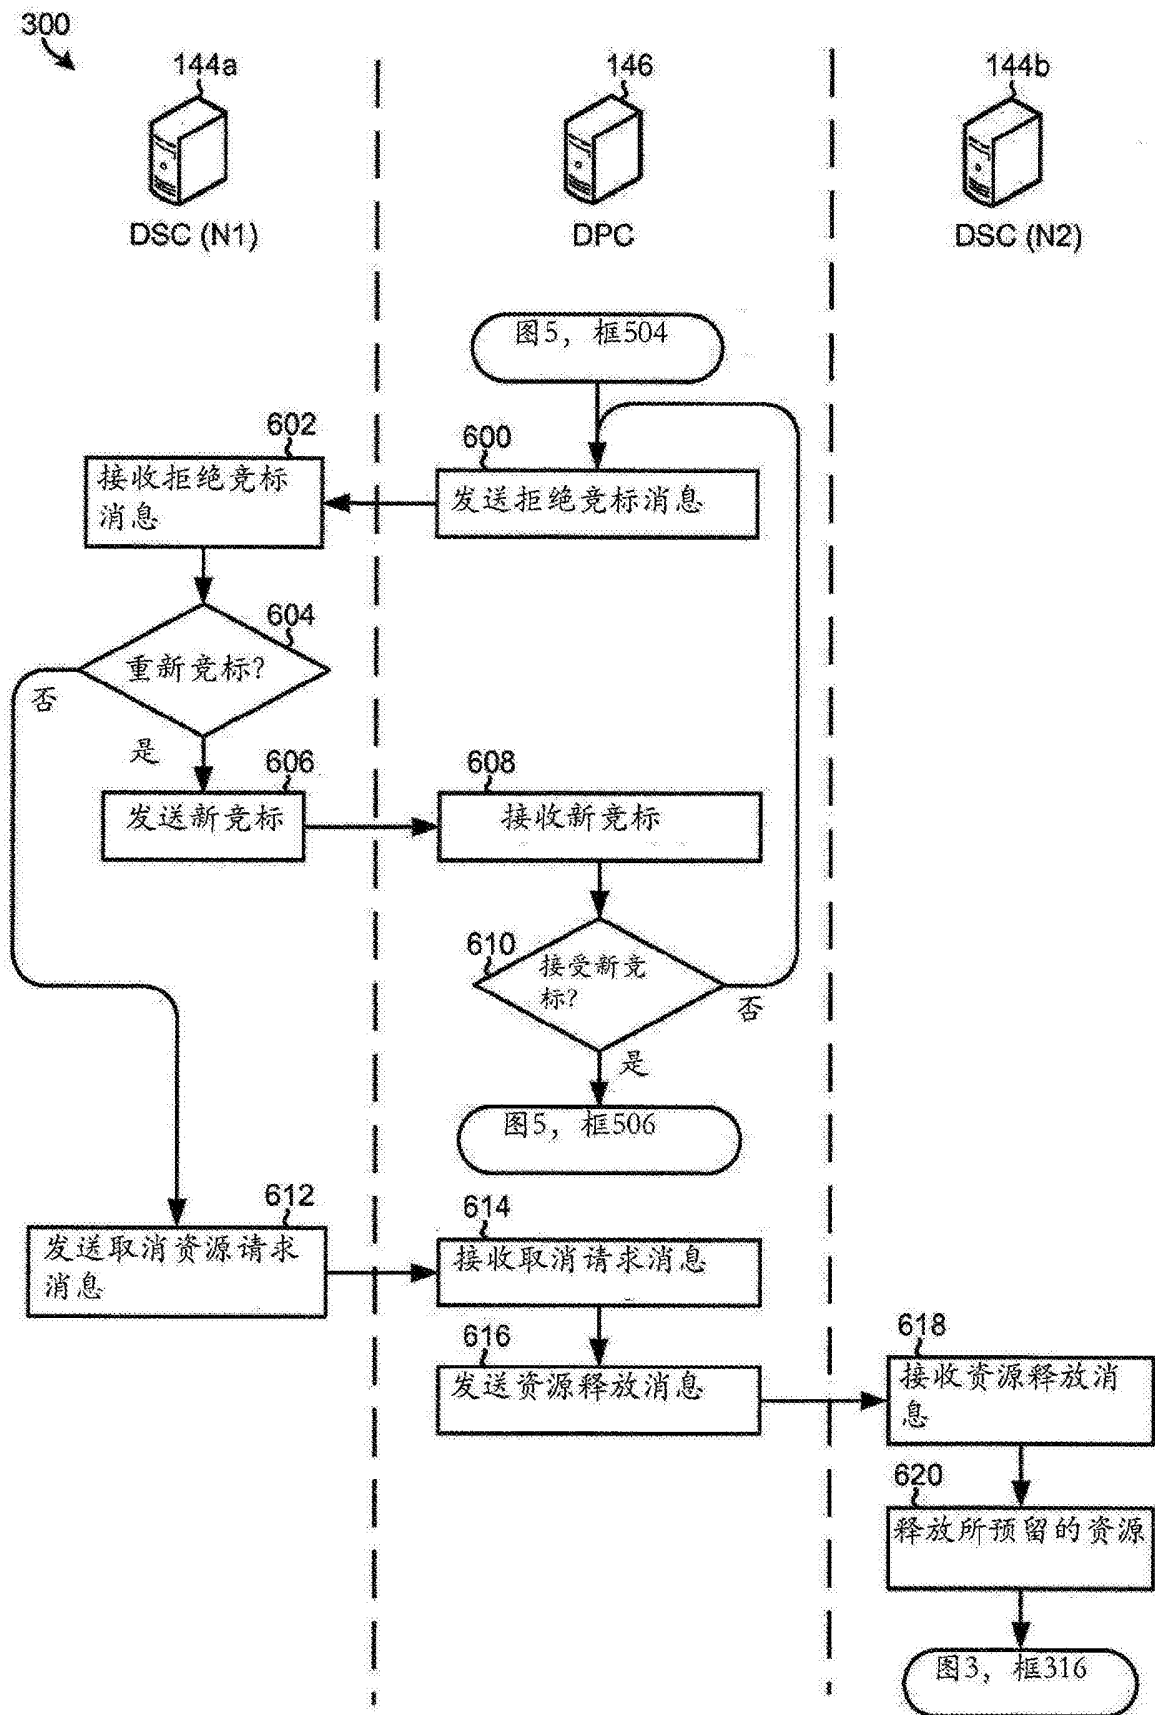 300
144a
146
144b
DSC (N1)
DPC
DSC (N2)
图5，框504
602
接收拒绝竞标
消息
600
发送拒绝竞标消息
604
重新竞标？
否
是
606
发送新竞标
608
接收新竞标
610
接受新竞
标？
否
是
图5，框506
612
发送取消资源请求
消息
614
接收取消请求消息
616
发送资源释放消息
618
接收资源释放消
息
620
释放所预留的资源
图3，框316